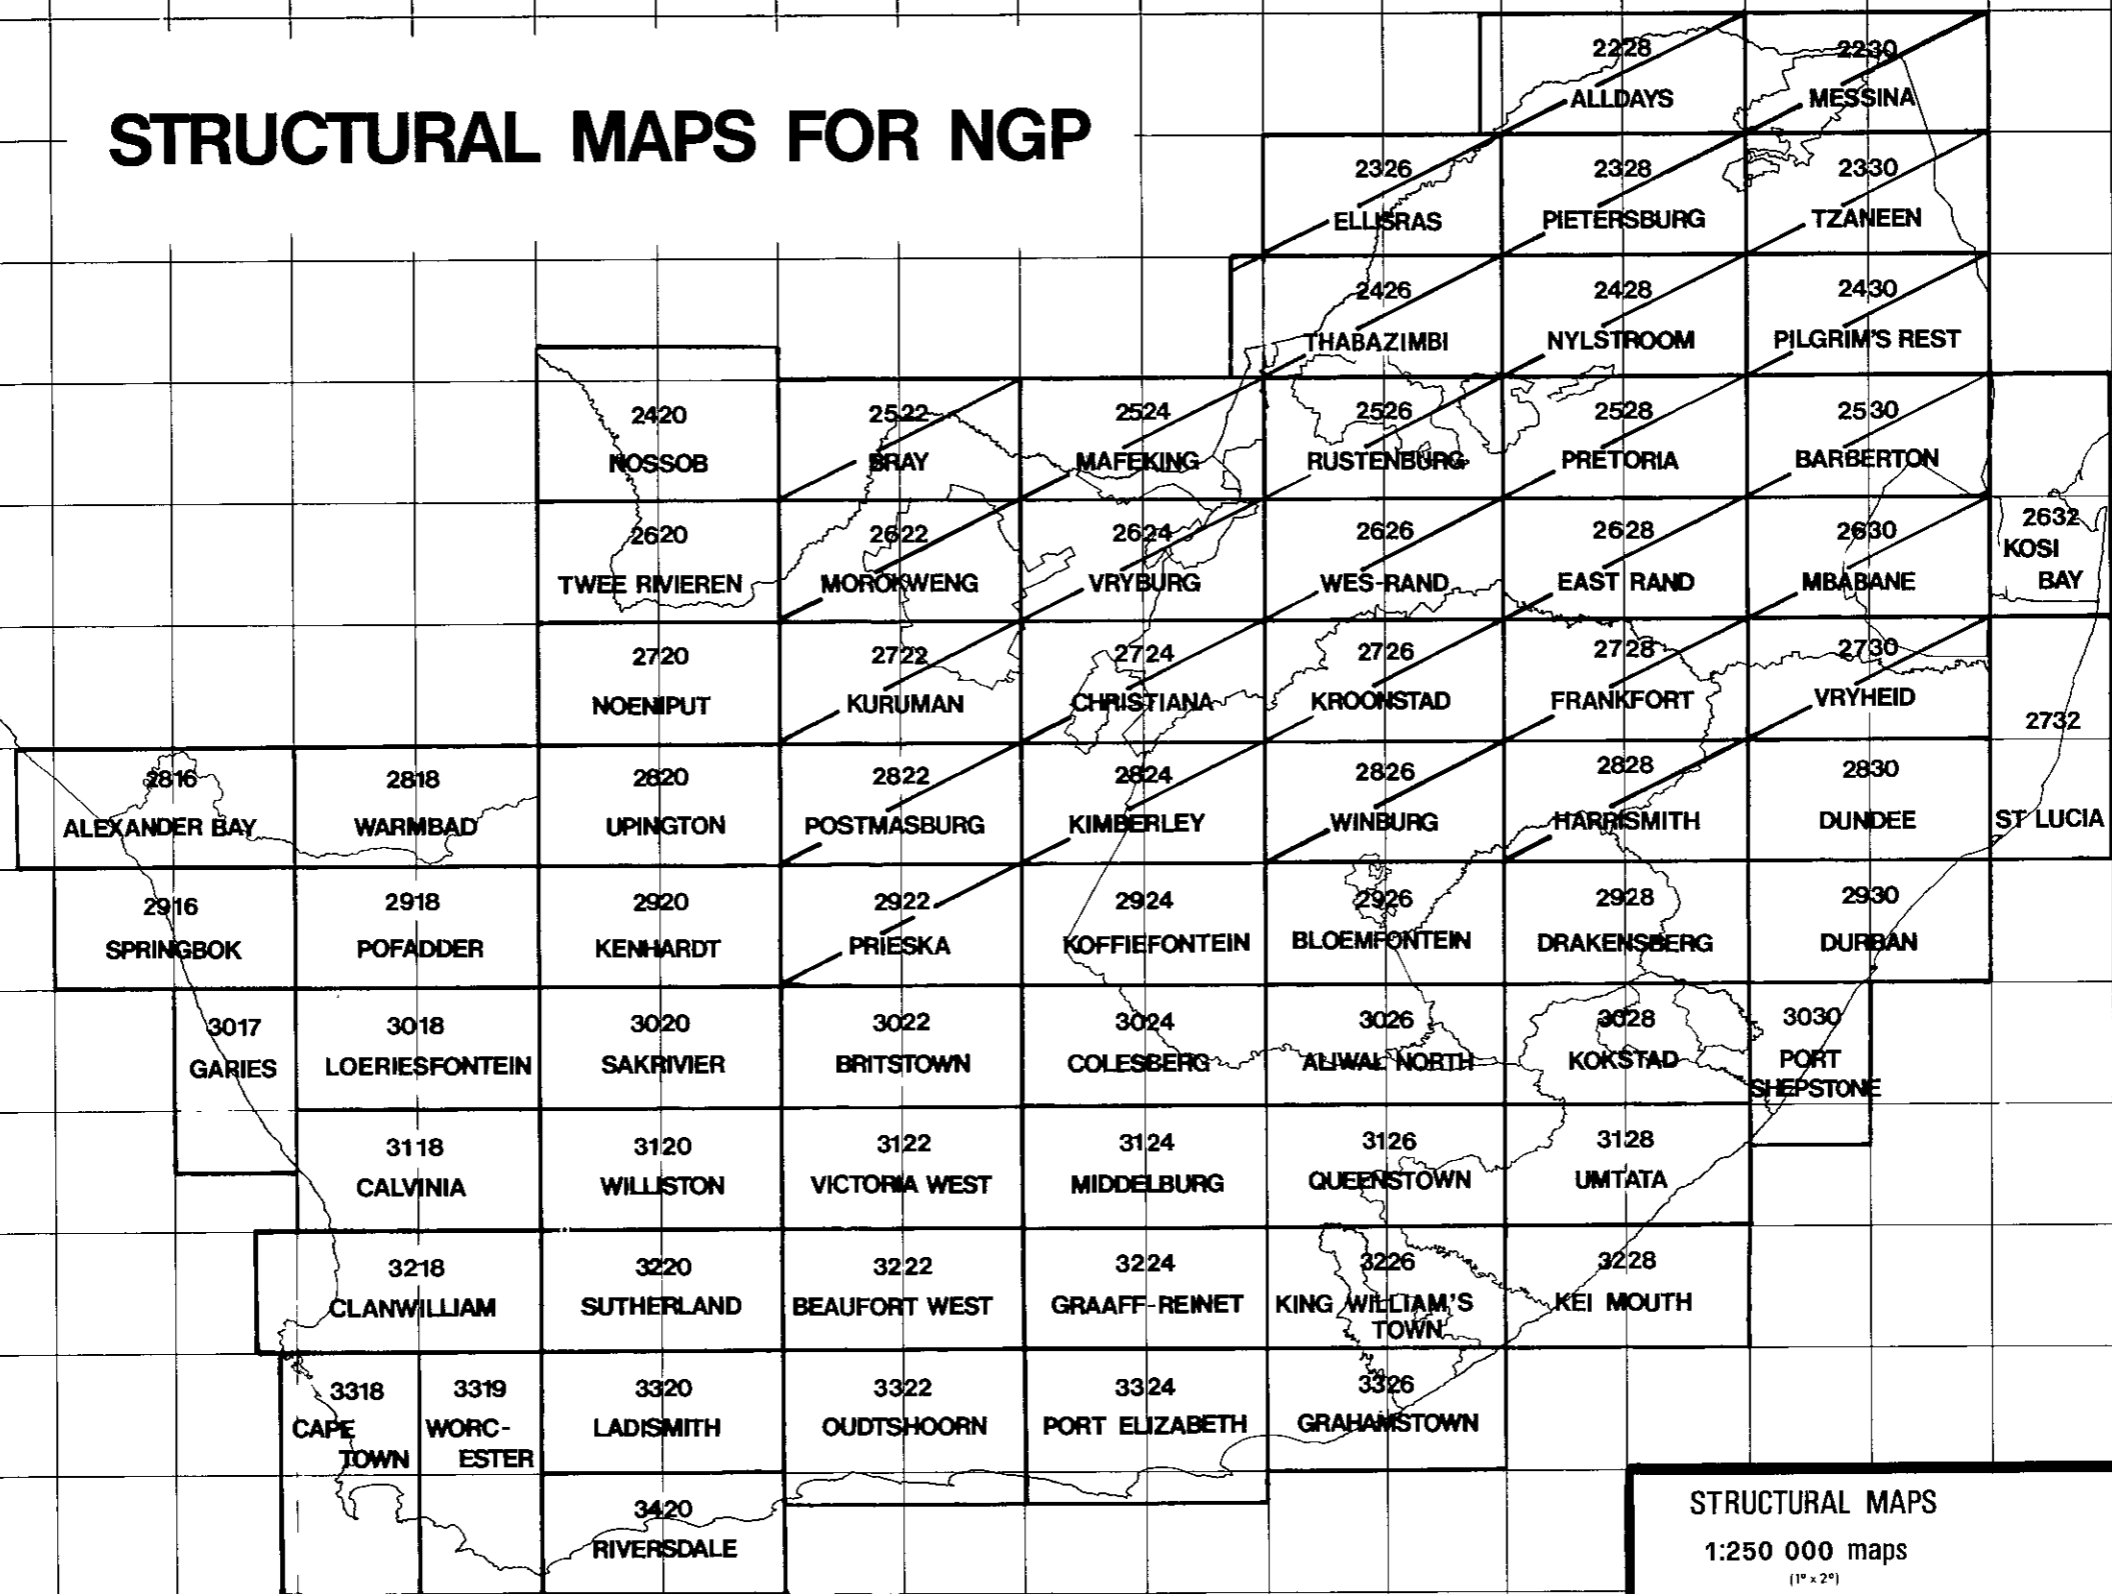 STRUCTURAL MAPS FOR NGP
2228
ALLDAYS
2230
MESSINA
2326
ELLISRAS
2328
PIETERSBURG
2330
TZANEEN
2426
THABAZIMBI
2428
NYLSTROOM
2430
PILGRIM'S REST
2420
NOSSOB
2522
BRAY
2524
MAFEKING
2526
RUSTENBURG
2528
PRETORIA
2530
BARBERTON
2620
TWEE RIVIEREN
2622
MOROKWENG
2624
VRYBURG
2626
WES-RAND
2628
EAST RAND
2630
MBABANE
2632
KOSI
BAY
2720
NOENIPUT
2722
KURUMAN
2724
CHRISTIANA
2726
KROONSTAD
2728
FRANKFORT
2730
VRYHEID
2732
ST LUCIA
2816
ALEXANDER BAY
2818
WARMBAD
2820
UPINGTON
2822
POSTMASBURG
2824
KIMBERLEY
2826
WINBURG
2828
HARRISMITH
2830
DUNDEE
2916
SPRINGBOK
2918
POFADDER
2920
KENHARDT
2922
PRIESKA
2924
KOFFIEFONTEIN
2926
BLOEMFONTEIN
2928
DRAKENSBERG
2930
DURBAN
3017
GARIES
3018
LOERIESFONTEIN
3020
SAKRIVIER
3022
BRITSTOWN
3024
COLESBERG
3026
ALIWAL NORTH
3028
KOKSTAD
3030
PORT
SHEPSTONE
3118
CALVINIA
3120
WILLISTON
3122
VICTORIA WEST
3124
MIDDELBURG
3126
QUEENSTOWN
3128
UMTATA
3218
CLANWILLIAM
3220
SUTHERLAND
3222
BEAUFORT WEST
3224
GRAAFF-REINET
3226
KING WILLIAM'S
TOWN
3228
KEI MOUTH
3318
CAPE
TOWN
3319
WORC-
ESTER
3320
LADISMITH
3322
OUDTSHOORN
3324
PORT ELIZABETH
3326
GRAHAMSTOWN
3420
RIVERSDALE
STRUCTURAL MAPS
1:250 000 maps
(1° x 2°)